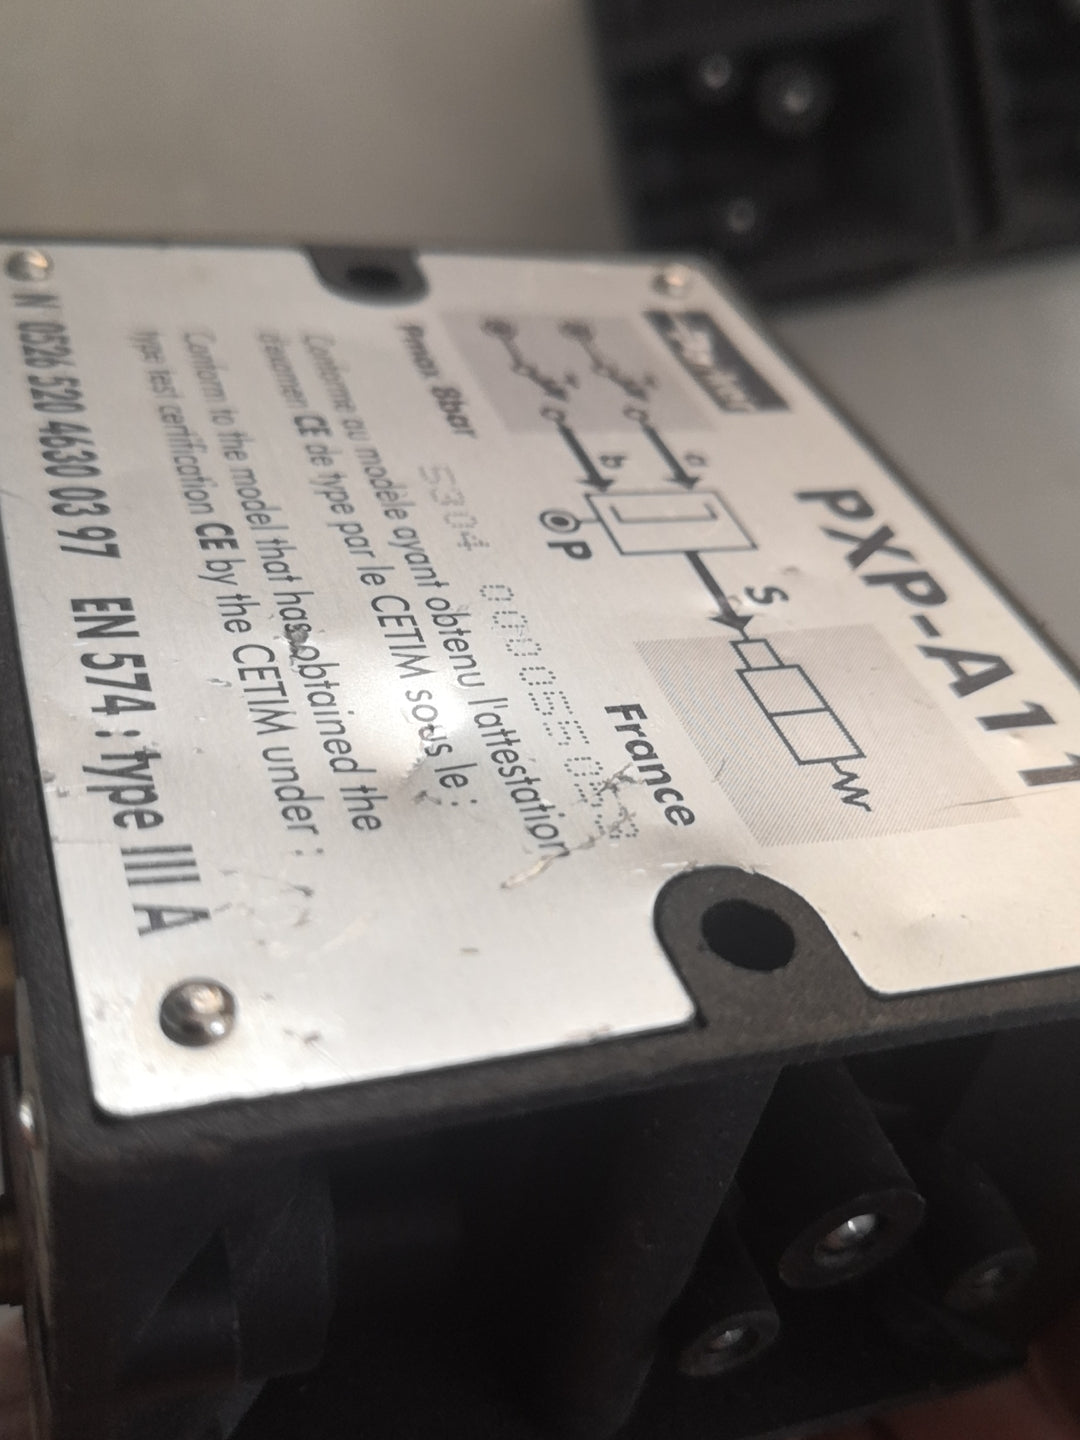 Parker
PXP-A11
a
b
S
P
France
Pmax 8bar
5304
Conforme au modèle ayant obtenu l'attestation
d'examen CE de type par le CETIM sous le :
Conform to the model that has obtained the
type test certification CE by the CETIM under :
N° 0526 520 4630 03 97 EN 574 : type III A